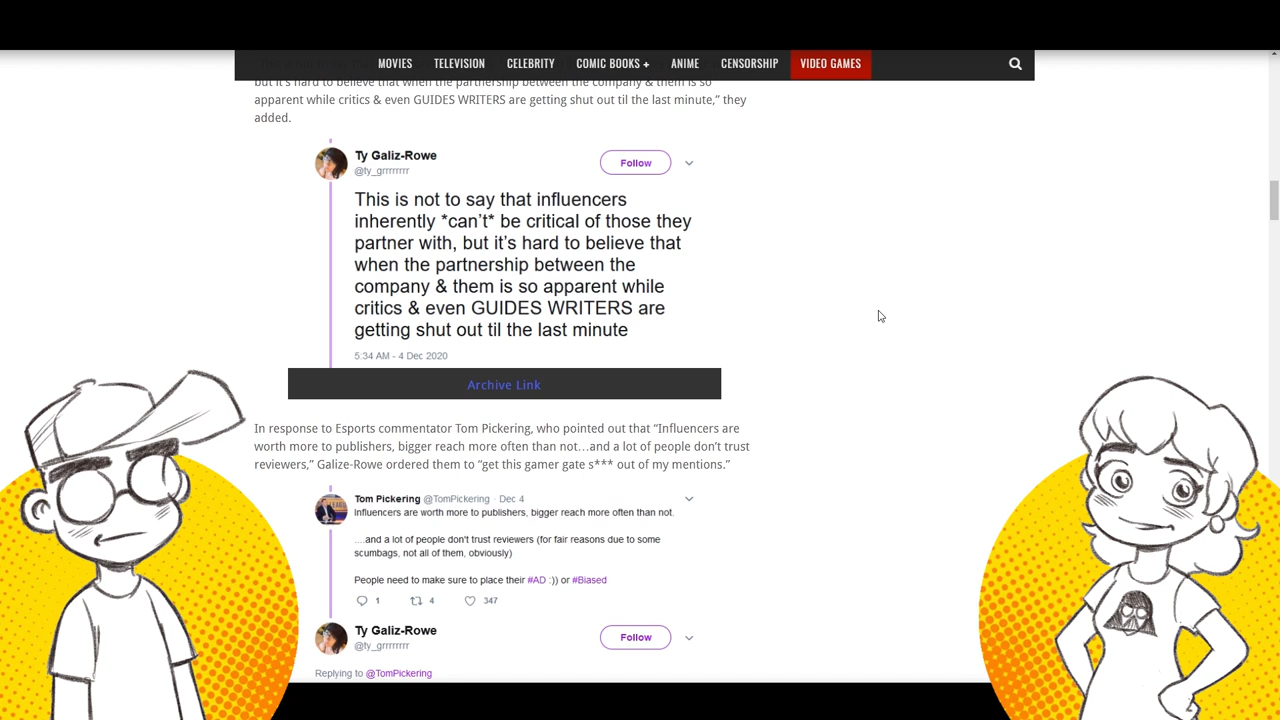 MOVIES TELEVISION CELEBRITY COMIC BOOKS + ANIME CENSORSHIP VIDEO GAMES
but it's hard to believe that when the partnership between the company & them is so
apparent while critics & even GUIDES WRITERS are getting shut out til the last minute,” they
added.
Ty Galiz-Rowe
@ty_grrrrrrrr
Follow
This is not to say that influencers
inherently *can't* be critical of those they
partner with, but it's hard to believe that
when the partnership between the
company & them is so apparent while
critics & even GUIDES WRITERS are
getting shut out til the last minute
5:34 AM - 4 Dec 2020
Archive Link
In response to Esports commentator Tom Pickering, who pointed out that “Influencers are
worth more to publishers, bigger reach more often than not…and a lot of people don't trust
reviewers,” Galize-Rowe ordered them to “get this gamer gate s*** out of my mentions.”
Tom Pickering @TomPickering · Dec 4
Influencers are worth more to publishers, bigger reach more often than not.
....and a lot of people don't trust reviewers (for fair reasons due to some
scumbags, not all of them, obviously)
People need to make sure to place their #AD :)) or #Biased
1 4 347
Ty Galiz-Rowe
@ty_grrrrrrrr
Follow
Replying to @TomPickering